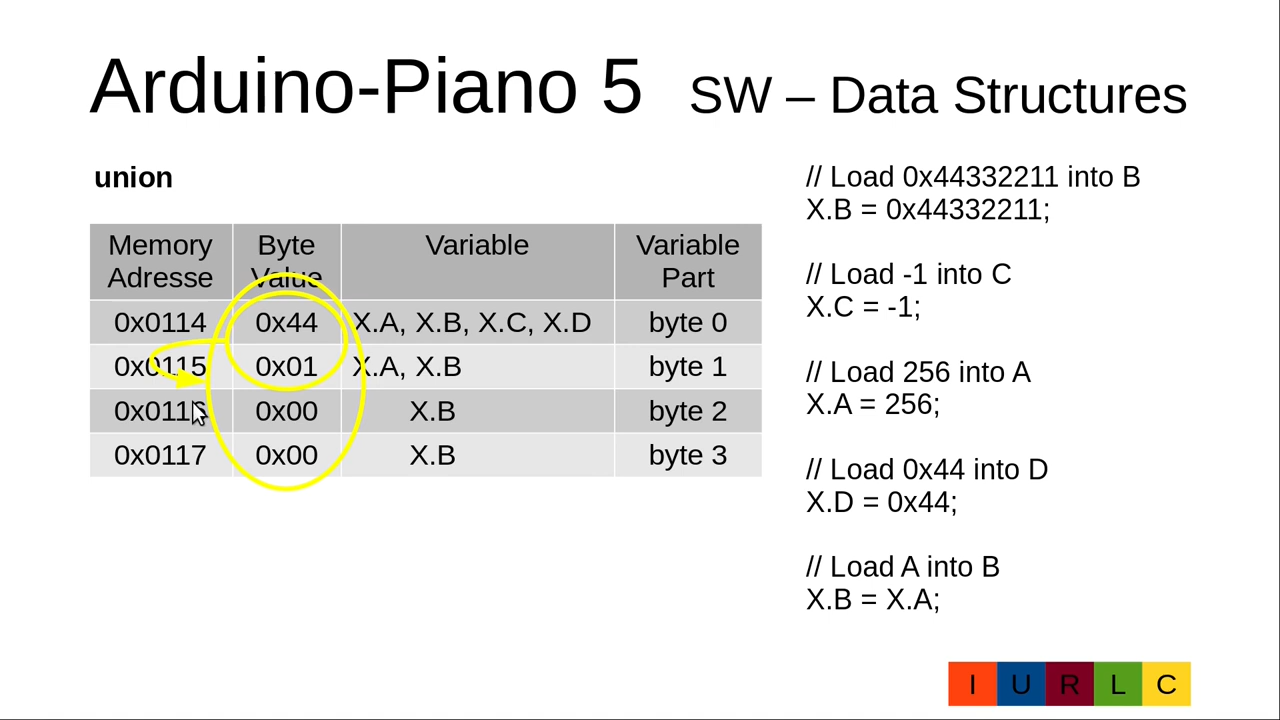 Arduino-Piano 5 SW – Data Structures
union
Memory Adresse Byte Value Variable Variable Part
0x0114 0x44 X.A, X.B, X.C, X.D byte 0
0x0115 0x01 X.A, X.B byte 1
0x0116 0x00 X.B byte 2
0x0117 0x00 X.B byte 3
// Load 0x44332211 into B
X.B = 0x44332211;
// Load -1 into C
X.C = -1;
// Load 256 into A
X.A = 256;
// Load 0x44 into D
X.D = 0x44;
// Load A into B
X.B = X.A;
I U R L C